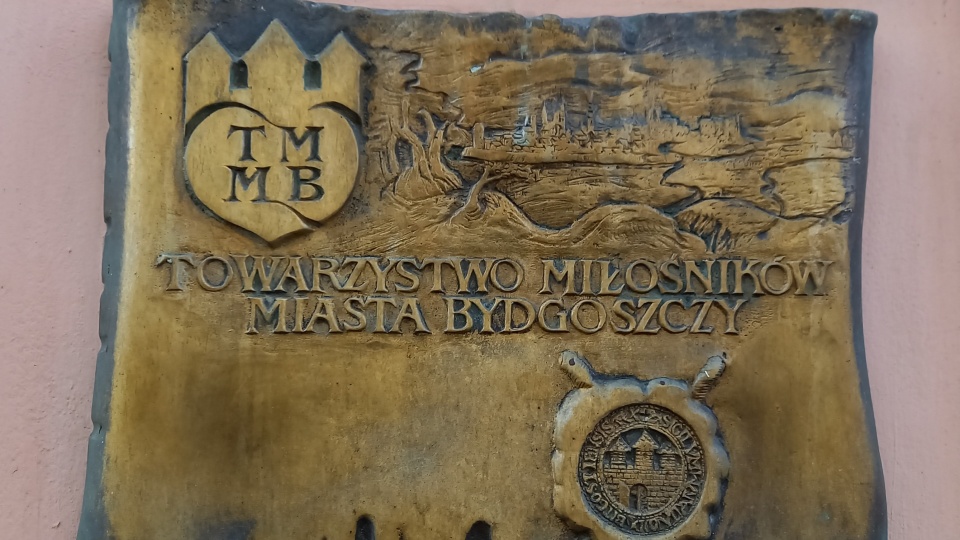 TM
MB
TOWARZYSTWO MIŁOŚNIKÓW
MIASTA BYDGOSZCZY